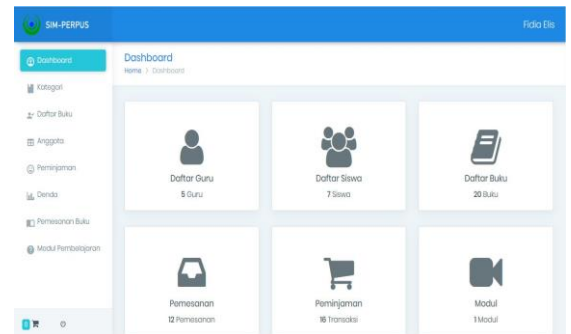 SIM-PERPUS
Fidia Elis
Dashboard
Kategori
Daftar Buku
Anggota
Peminjaman
Denda
Pemesanan Buku
Modul Pembelajaran
Dashboard
Home > Dashboard
Daftar Guru
5 Guru
Daftar Siswa
7 Siswa
Daftar Buku
20 Buku
Pemesanan
12 Pemesanan
Peminjaman
16 Transaksi
Modul
1 Modul